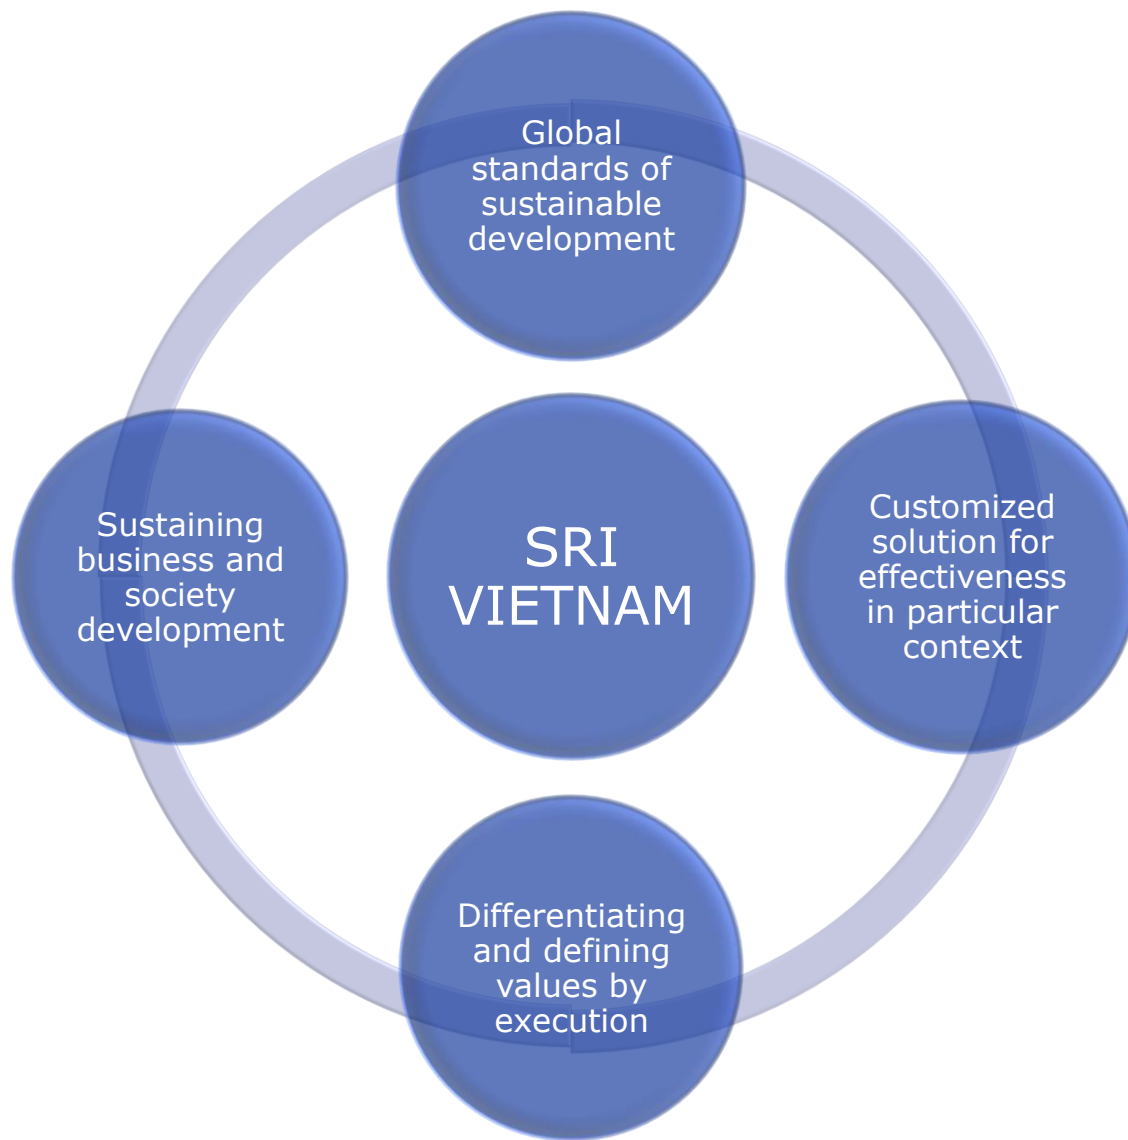 Global
standards of
sustainable
development
Sustaining
business and
society
development
SRI
VIETNAM
Customized
solution for
effectiveness
in particular
context
Differentiating
and defining
values by
execution